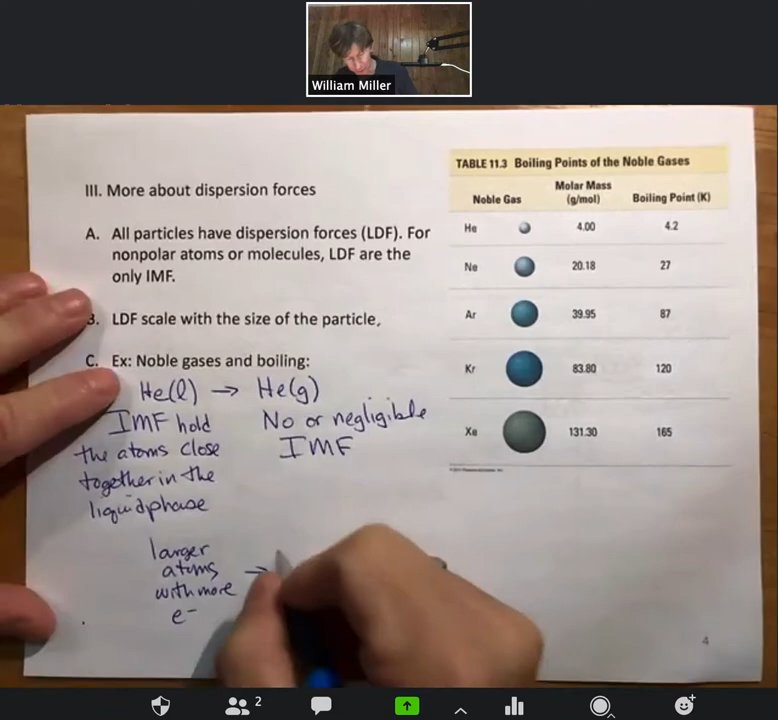 William Miller
III. More about dispersion forces
A. All particles have dispersion forces (LDF). For
nonpolar atoms or molecules, LDF are the
only IMF.
B. LDF scale with the size of the particle,
C. Ex: Noble gases and boiling:
He(l) → He(g)
IMF hold
the atoms close
together in the
liquid phase
No or negligible
IMF
larger
atoms
with more
e⁻
→
TABLE 11.3 Boiling Points of the Noble Gases
Noble Gas Molar Mass (g/mol) Boiling Point (K)
He 4.00 4.2
Ne 20.18 27
Ar 39.95 87
Kr 83.80 120
Xe 131.30 165
4
2